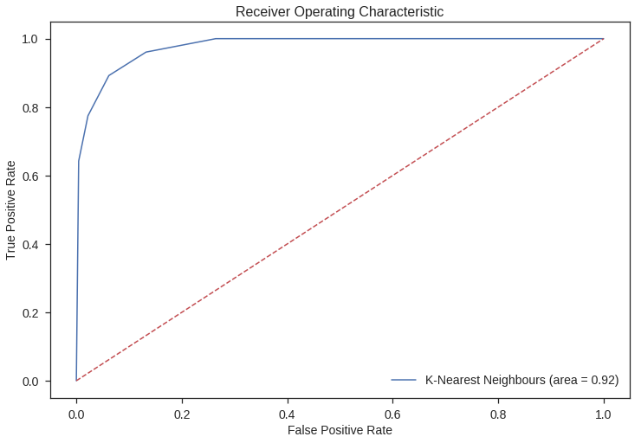 Receiver Operating Characteristic
1.0
0.8
0.6
0.4
0.2
0.0
True Positive Rate
K-Nearest Neighbours (area = 0.92)
0.0 0.2 0.4 0.6 0.8 1.0
False Positive Rate